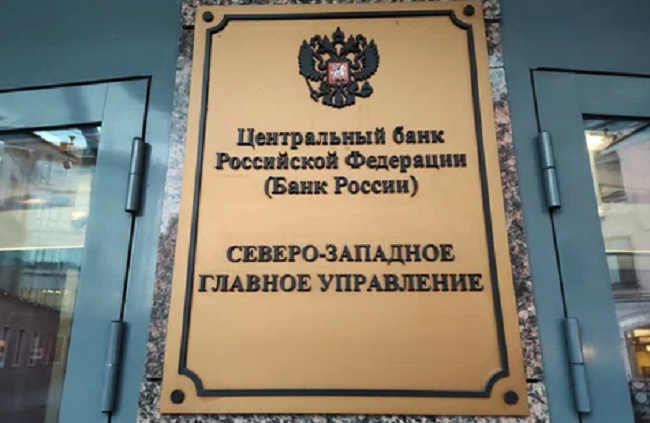 Центральный банк
Российской Федерации
(Банк России)
СЕВЕРО-ЗАПАДНОЕ
ГЛАВНОЕ УПРАВЛЕНИЕ